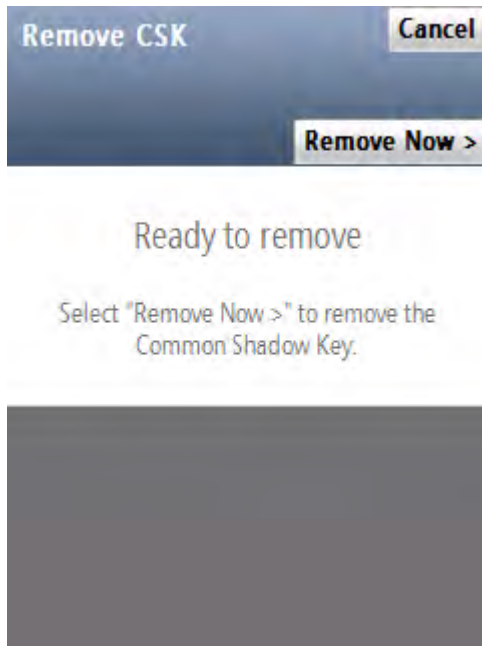 Remove CSK
Cancel
Remove Now >
Ready to remove
Select "Remove Now >" to remove the
Common Shadow Key.